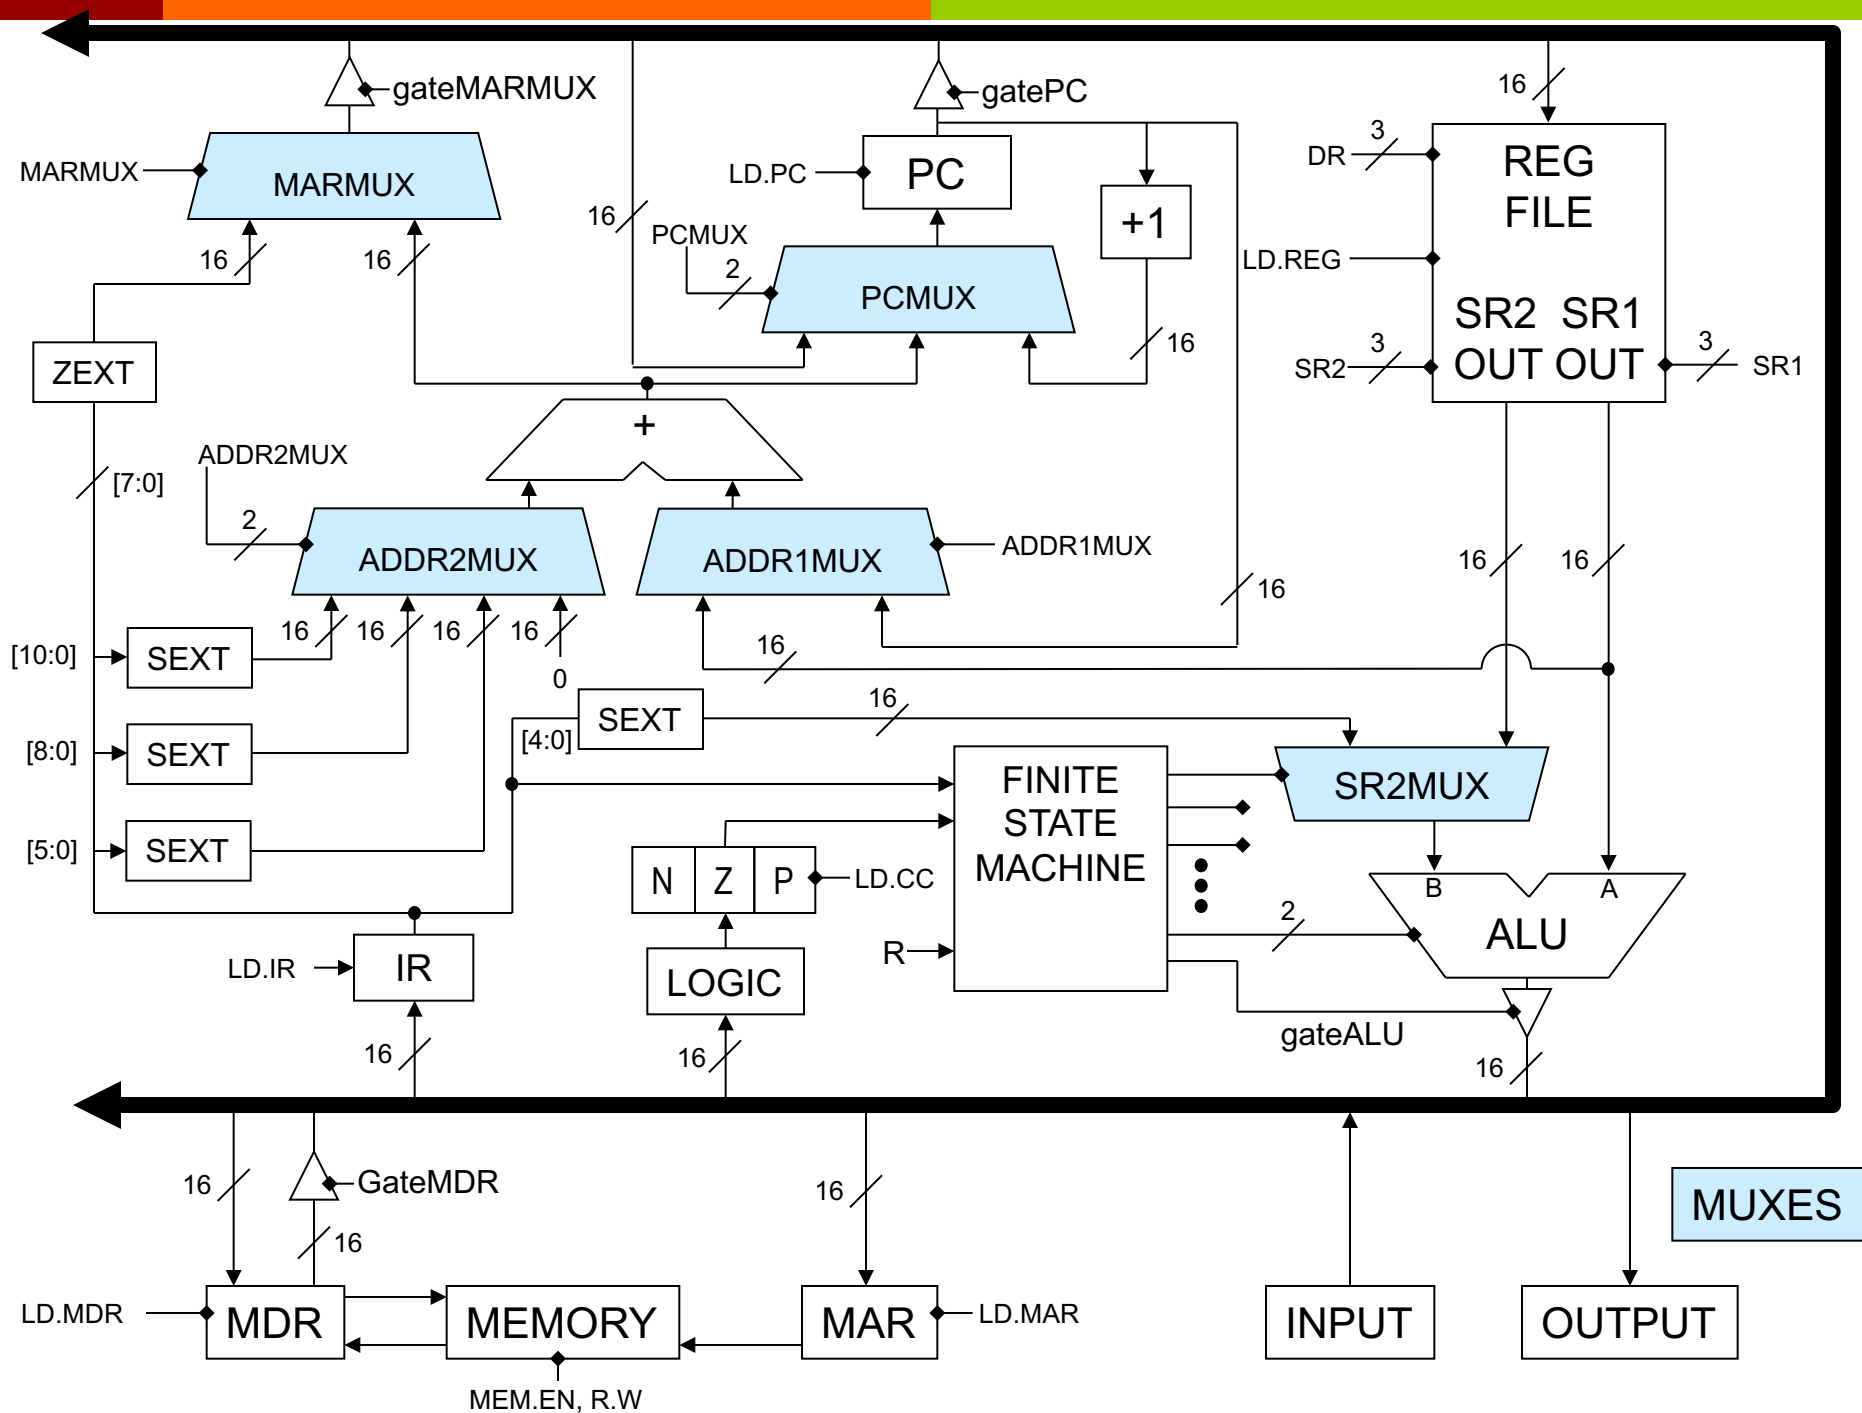 gateMARMUX
gatePC
16
3
DR
REG
FILE
MARMUX
MARMUX
LD.PC
PC
+1
16
PCMUX
2
PCMUX
16
16
16
LD.REG
SR2 SR1
OUT OUT
3
SR2
3
SR1
ZEXT
+
ADDR2MUX
[7:0]
2
ADDR2MUX
ADDR1MUX
ADDR1MUX
16
16
16
16
16
16
16
0
16
[10:0]
SEXT
[8:0]
SEXT
[5:0]
SEXT
[4:0]
SEXT
16
FINITE
STATE
MACHINE
SR2MUX
N Z P
LD.CC
B
A
ALU
2
R
LOGIC
LD.IR
IR
gateALU
16
16
16
16
GateMDR
16
16
MUXES
LD.MDR
MDR
MEMORY
MAR
LD.MAR
INPUT
OUTPUT
MEM.EN, R.W